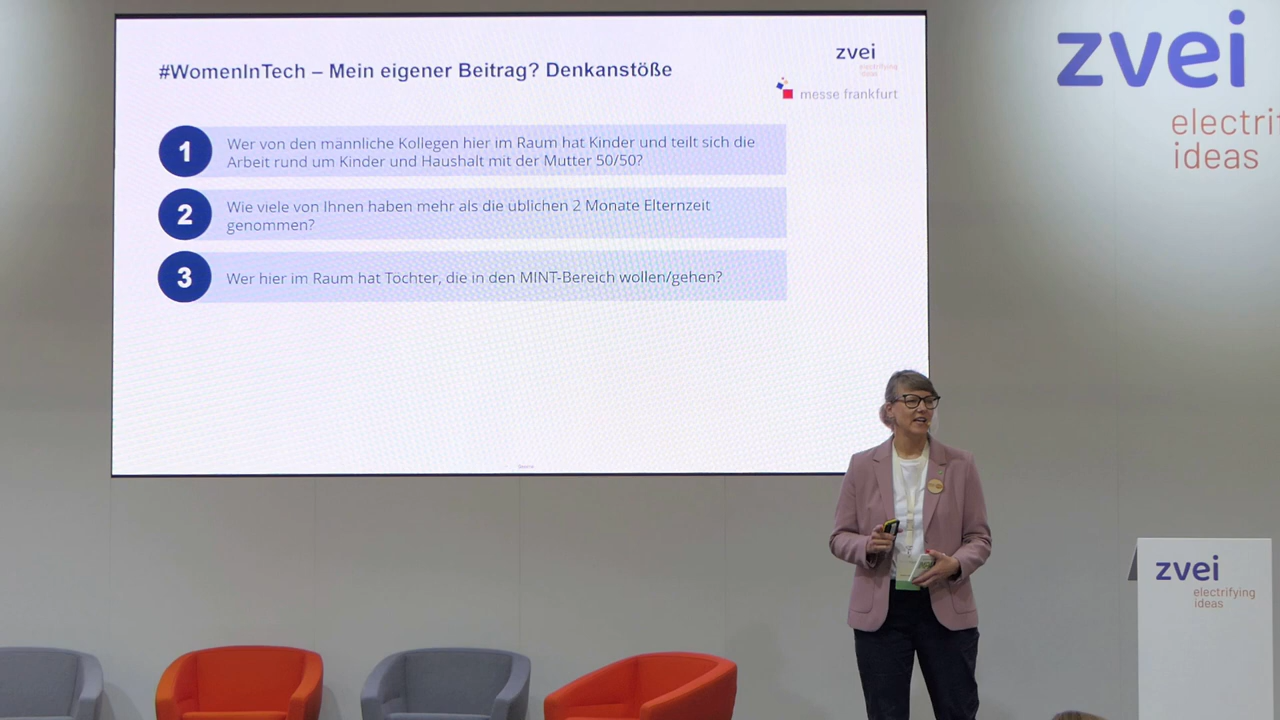 #WomenInTech – Mein eigener Beitrag? Denkanstöße
zvei
electrifying
ideas
messe frankfurt
1
Wer von den männliche Kollegen hier im Raum hat Kinder und teilt sich die
Arbeit rund um Kinder und Haushalt mit der Mutter 50/50?
2
Wie viele von Ihnen haben mehr als die üblichen 2 Monate Elternzeit
genommen?
3
Wer hier im Raum hat Töchter, die in den MINT-Bereich wollen/gehen?
zvei
electrif
ideas
zvei
electrifying
ideas